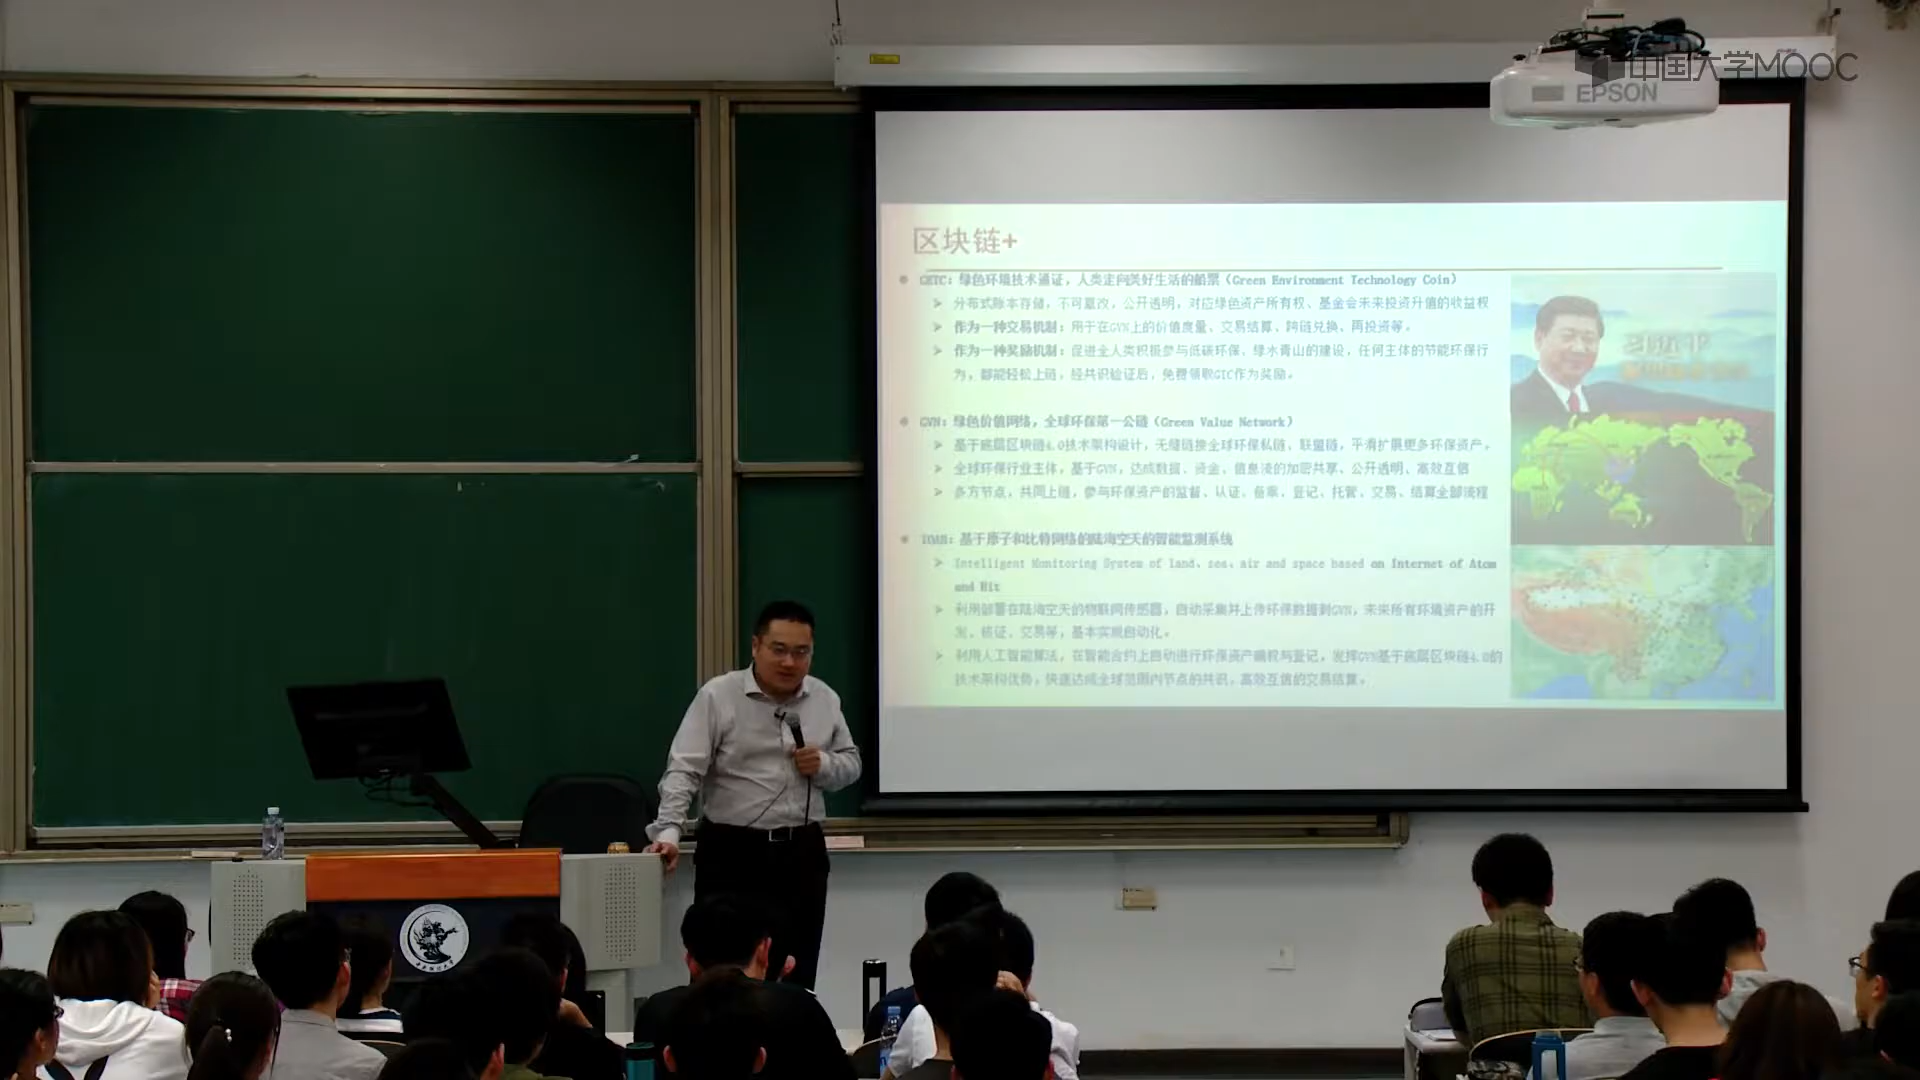 中国大学MOOC
EPSON
区块链+
GETC：绿色环境技术通证，人类走向美好生活的船票（Green Environment Technology Coin）
分布式账本存储，不可篡改，公开透明，对应绿色资产所有权、基金会未来投资升值的收益权
作为一种交易机制：用于在GVN上的价值度量、交易结算、跨链兑换、再投资等。
作为一种奖励机制：促进全人类积极参与低碳环保、绿水青山的建设，任何主体的节能环保行
为，都能轻松上链，经共识验证后，免费领取GTC作为奖励。
GVN：绿色价值网络，全球环保第一公链（Green Value Network）
基于底层区块链4.0技术架构设计，无缝链接全球环保私链、联盟链，平滑扩展更多环保资产。
全球环保行业主体，基于GVN，达成数据、资金、信息流的加密共享、公开透明、高效互信
多方节点，共同上链，参与环保资产的监督、认证、备案、登记、托管、交易、结算全部流程
基于原子和比特网络的陆海空天的智能监测系统
Intelligent Monitoring System of land、sea、air and space based on Internet of Atom
and Bit
利用部署在陆海空天的物联网传感器，自动采集并上传环保数据到GVN，未来所有环境资产的开
发、核证、交易等，基本实现自动化。
利用人工智能算法，在智能合约上自动进行环保资产确权与登记，发挥GVN基于底层区块链4.0的
技术架构优势，快速达成全球范围内节点的共识，高效互信的交易结算。
习近平